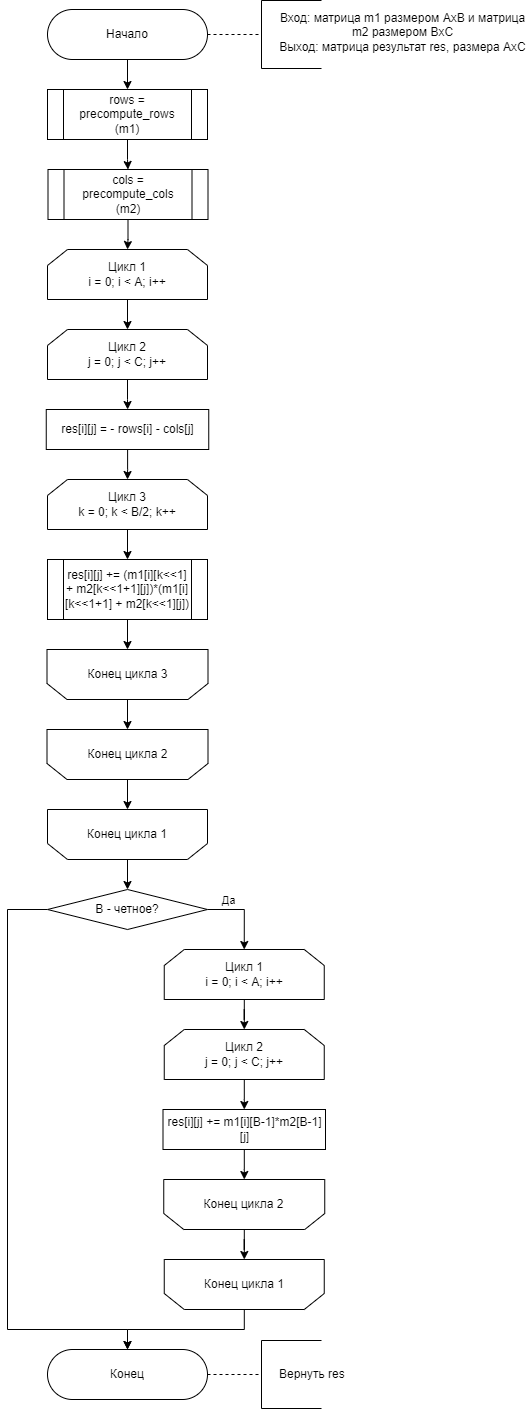 Начало
Вход: матрица m1 размером AxB и матрица
m2 размером BxC
Выход: матрица результат res, размера AxC
rows =
precompute_rows
(m1)
cols =
precompute_cols
(m2)
Цикл 1
i = 0; i < A; i++
Цикл 2
j = 0; j < C; j++
res[i][j] = - rows[i] - cols[j]
Цикл 3
k = 0; k < B/2; k++
res[i][j] += (m1[i][k<<1]
+ m2[k<<1+1][j])*(m1[i]
[k<<1+1] + m2[k<<1][j])
Конец цикла 3
Конец цикла 2
Конец цикла 1
B - четное?
Да
Цикл 1
i = 0; i < A; i++
Цикл 2
j = 0; j < C; j++
res[i][j] += m1[i][B-1]*m2[B-1]
[j]
Конец цикла 2
Конец цикла 1
Конец
Вернуть res